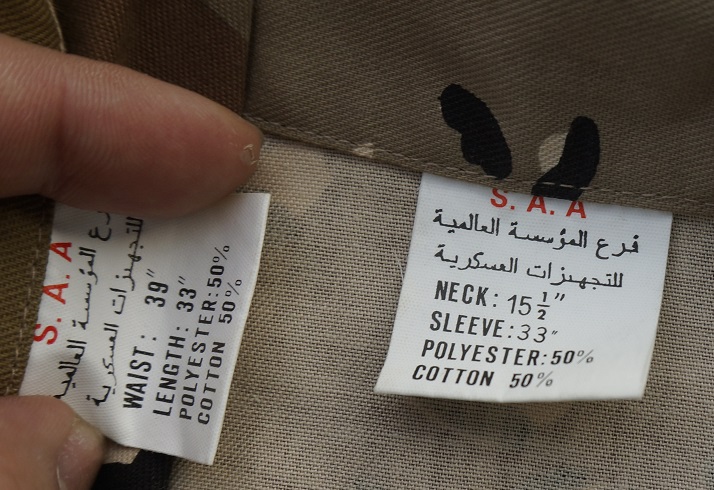 S. A. A
فرع المؤسسة العالمية
للتجهيزات العسكرية
WAIST: 39"
LENGTH: 33"
POLYESTER:50%
COTTON 50%
S. A. A
فرع المؤسسة العالمية
للتجهيزات العسكرية
NECK: 15 1/2"
SLEEVE:33"
POLYESTER:50%
COTTON 50%